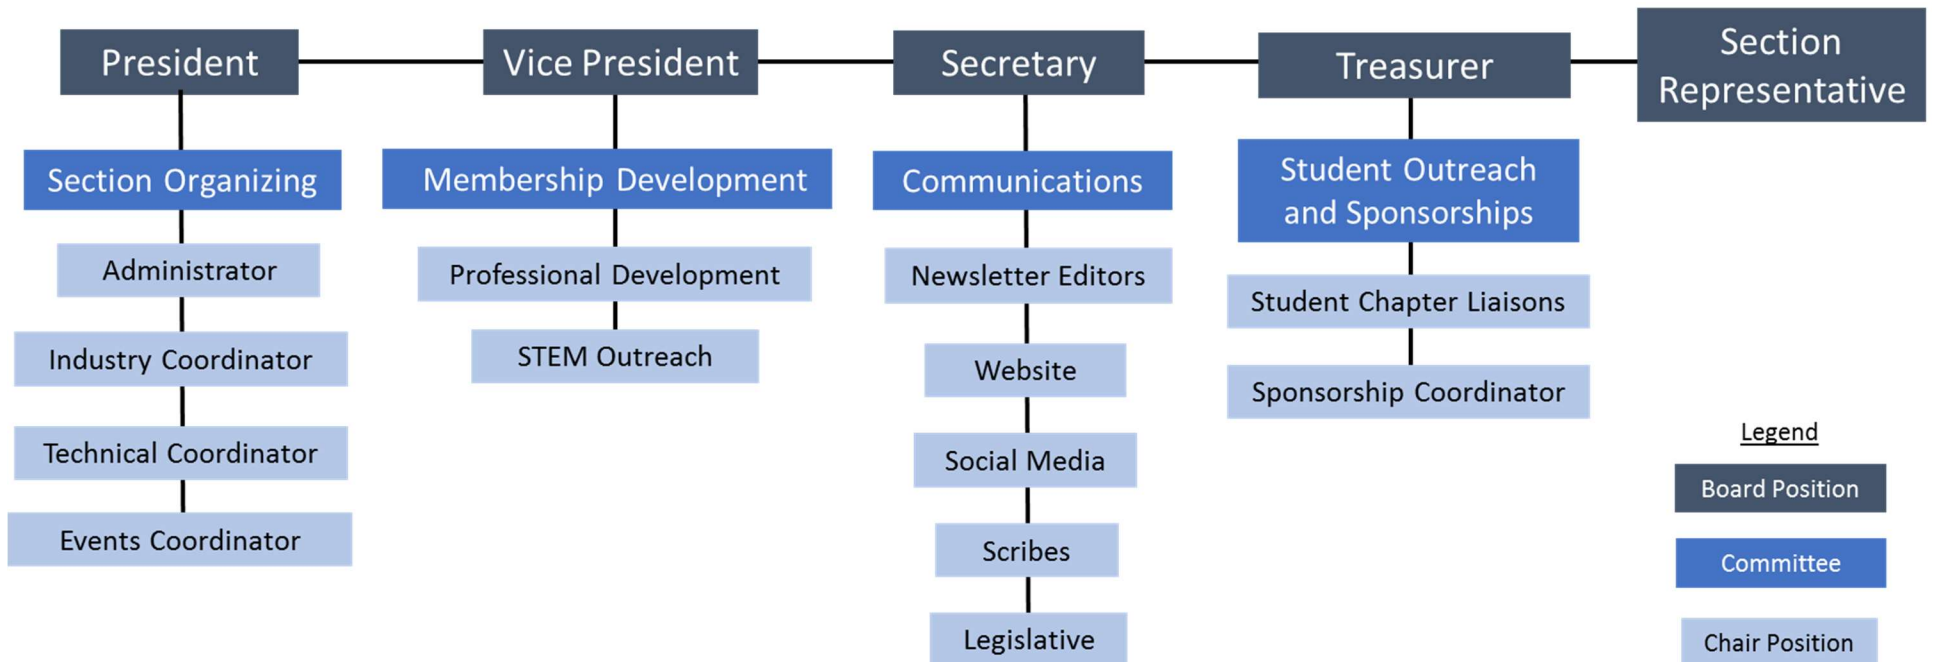 President
Vice President
Secretary
Treasurer
Section
Representative
Section Organizing
Administrator
Industry Coordinator
Technical Coordinator
Events Coordinator
Membership Development
Professional Development
STEM Outreach
Communications
Newsletter Editors
Website
Social Media
Scribes
Legislative
Student Outreach
and Sponsorships
Student Chapter Liaisons
Sponsorship Coordinator
Legend
Board Position
Committee
Chair Position